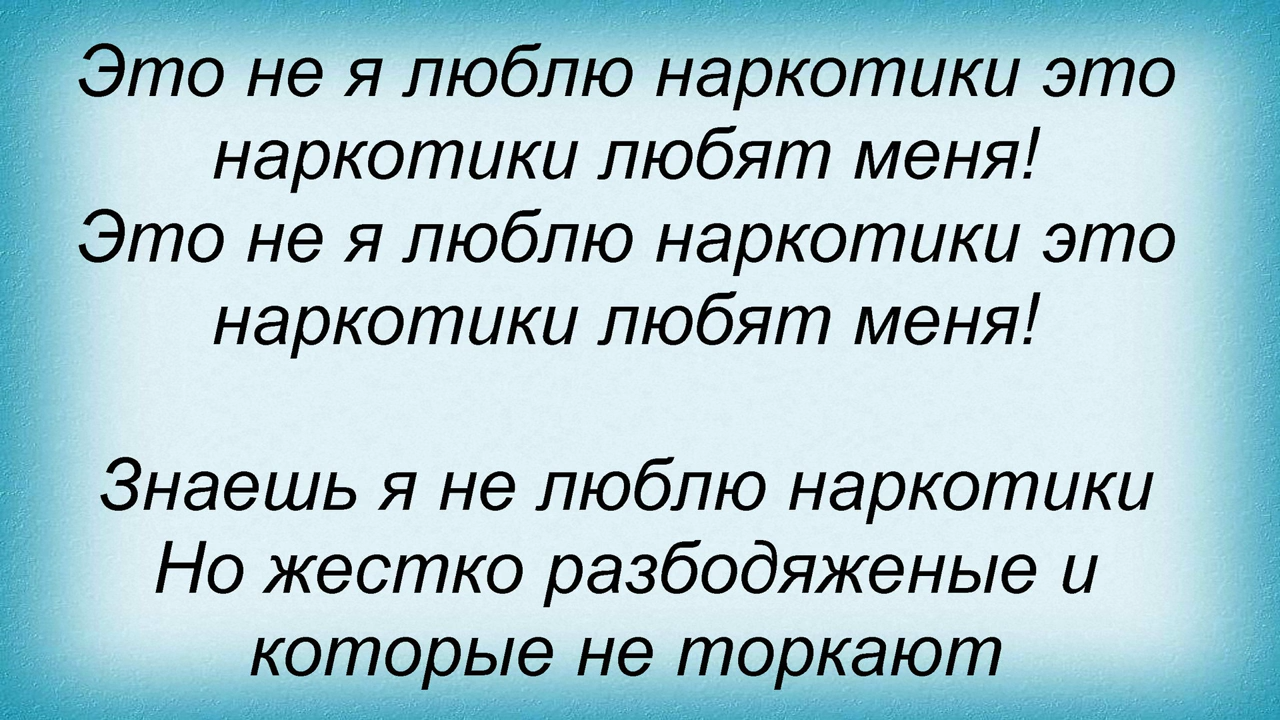 Это не я люблю наркотики это
наркотики любят меня!
Это не я люблю наркотики это
наркотики любят меня!
Знаешь я не люблю наркотики
Но жестко разбодяженые и
которые не торкают